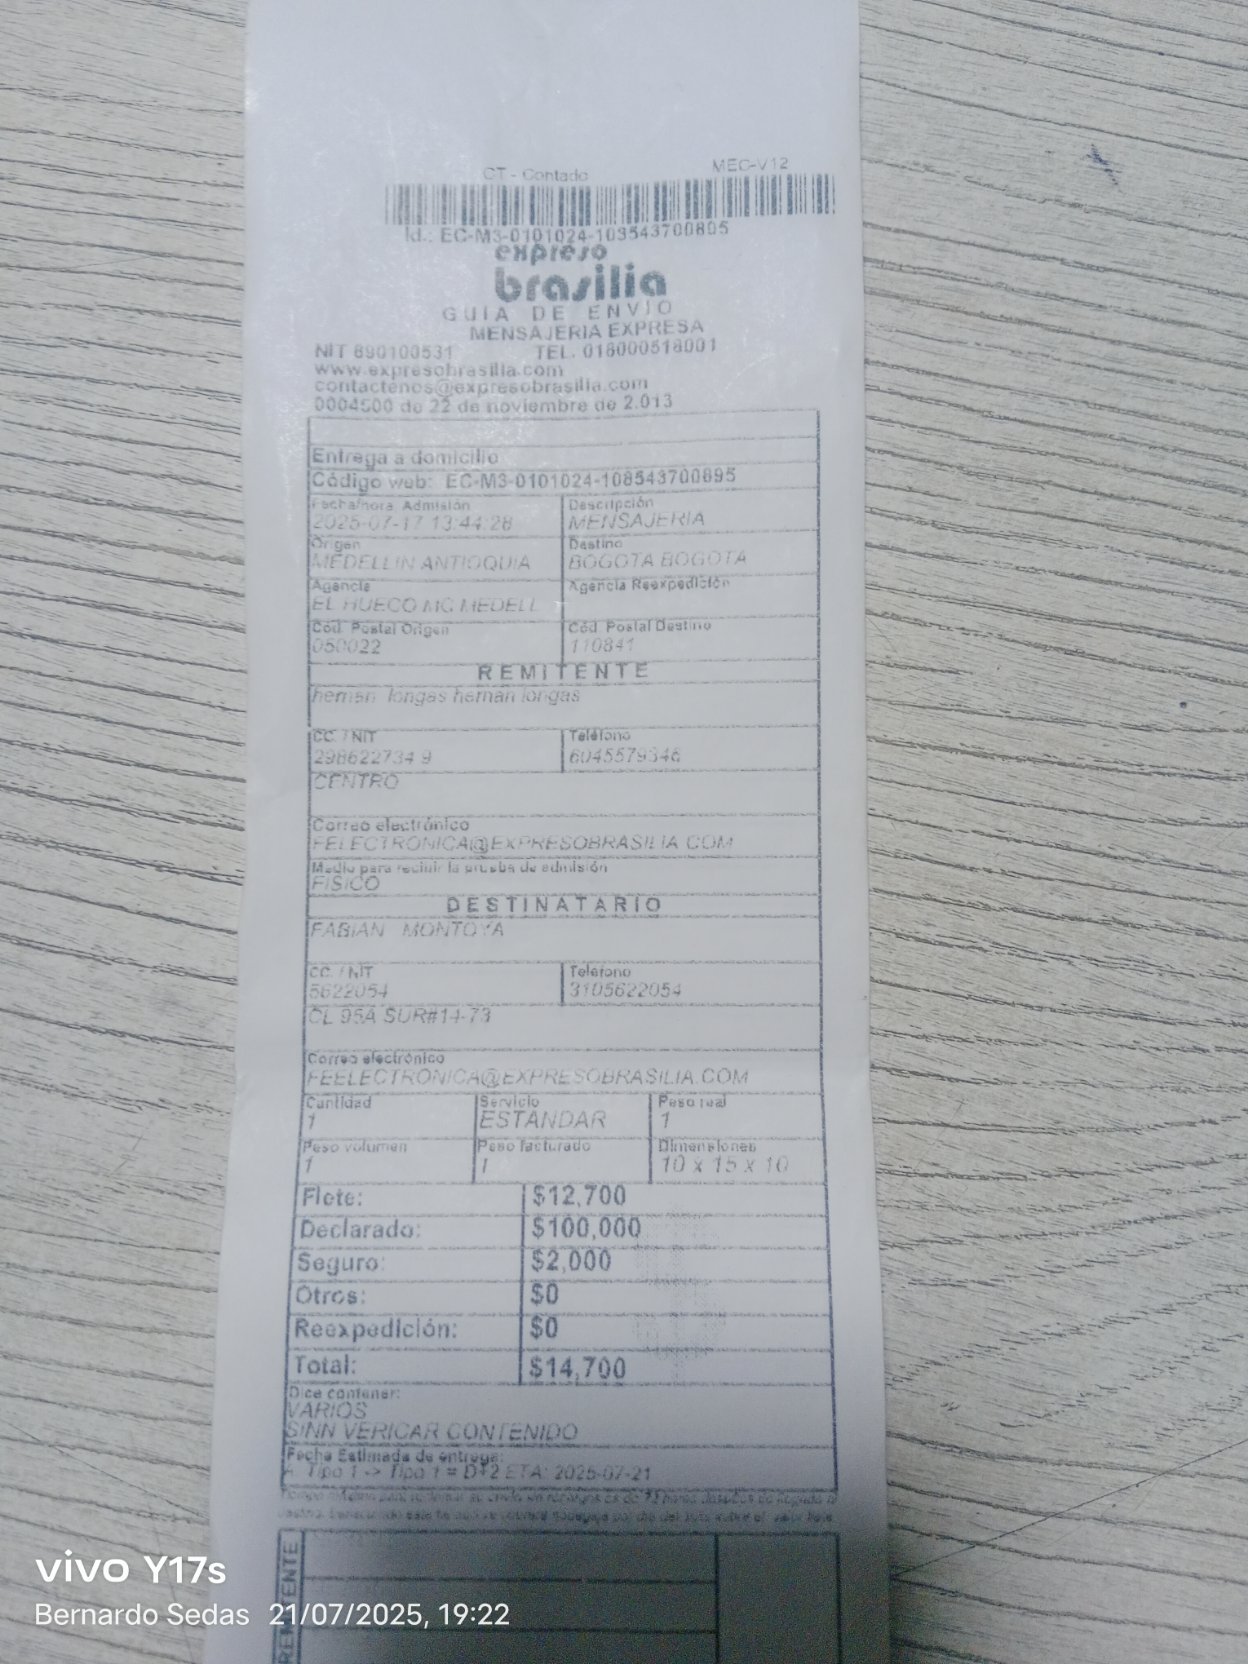 CT - Contado MEC-V12
Id.: EC-M3-0101024-108543700895
expreso
brasilia
GUIA DE ENVIO
MENSAJERIA EXPRESA
NIT 890100531 TEL. 018000518001
www.expresobrasilia.com
contactenos@expresobrasilia.com
0004500 de 22 de noviembre de 2.013
Entrega a domicilio
Código web: EC-M3-0101024-108543700895
Fecha/hora Admisión Descripción
2025-07-17 13:44:28 MENSAJERIA
Origen Destino
MEDELLIN ANTIOQUIA BOGOTA BOGOTA
Agencia Agencia Reexpedición
EL HUECO MC MEDELL
Cód. Postal Origen Cód. Postal Destino
050022 110841
REMITENTE
hernan longas hernan longas
CC. / NIT Teléfono
298622734 9 6045579346
CENTRO
Correo electrónico
FELECTRONICA@EXPRESOBRASILIA.COM
Medio para recibir la prueba de admisión
FISICO
DESTINATARIO
FABIAN MONTOYA
CC. / NIT Teléfono
5622054 3105622054
CL 95A SUR#14-73
Correo electrónico
FEELECTRONICA@EXPRESOBRASILIA.COM
Cantidad Servicio Peso real
1 ESTANDAR 1
Peso volumen Peso facturado Dimensiones
1 1 10 x 15 x 10
Flete: $12,700
Declarado: $100,000
Seguro: $2,000
Otros: $0
Reexpedición: $0
Total: $14,700
Dice contener:
VARIOS
SINN VERICAR CONTENIDO
Fecha Estimada de entrega:
Tipo 1 -> Tipo 1 = D+2 ETA: 2025-07-21
REMITENTE
vivo Y17s
Bernardo Sedas 21/07/2025, 19:22